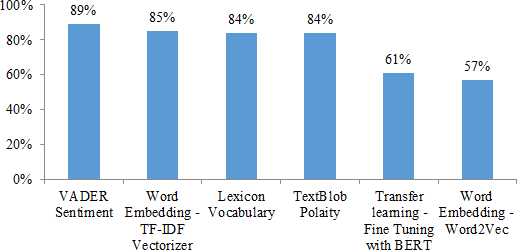 100%
80%
60%
40%
20%
0%
89%
85%
84%
84%
61%
57%
VADER
Sentiment
Word
Embedding -
TF-IDF
Vectorizer
Lexicon
Vocabulary
TextBlob
Polaity
Transfer
learning -
Fine Tuning
with BERT
Word
Embedding -
Word2Vec